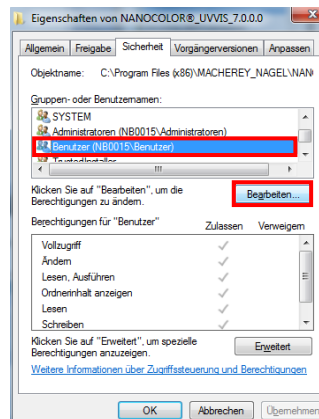 Eigenschaften von NANOCOLOR®_UVVIS_7.0.0.0
Allgemein Freigabe Sicherheit Vorgängerversionen Anpassen
Objektname: C:\Program Files (x86)\MACHEREY_NAGEL\NAN
Gruppen- oder Benutzernamen:
SYSTEM
Administratoren (NB0015\Administratoren)
Benutzer (NB0015\Benutzer)
TrustedInstaller
Klicken Sie auf "Bearbeiten", um die
Berechtigungen zu ändern.
Bearbeiten...
Berechtigungen für "Benutzer" Zulassen Verweigern
Vollzugriff
Ändern
Lesen, Ausführen
Ordnerinhalt anzeigen
Lesen
Schreiben
Klicken Sie auf "Erweitert", um spezielle
Berechtigungen anzuzeigen.
Erweitert
Weitere Informationen über Zugriffssteuerung und Berechtigungen
OK Abbrechen Übernehmen